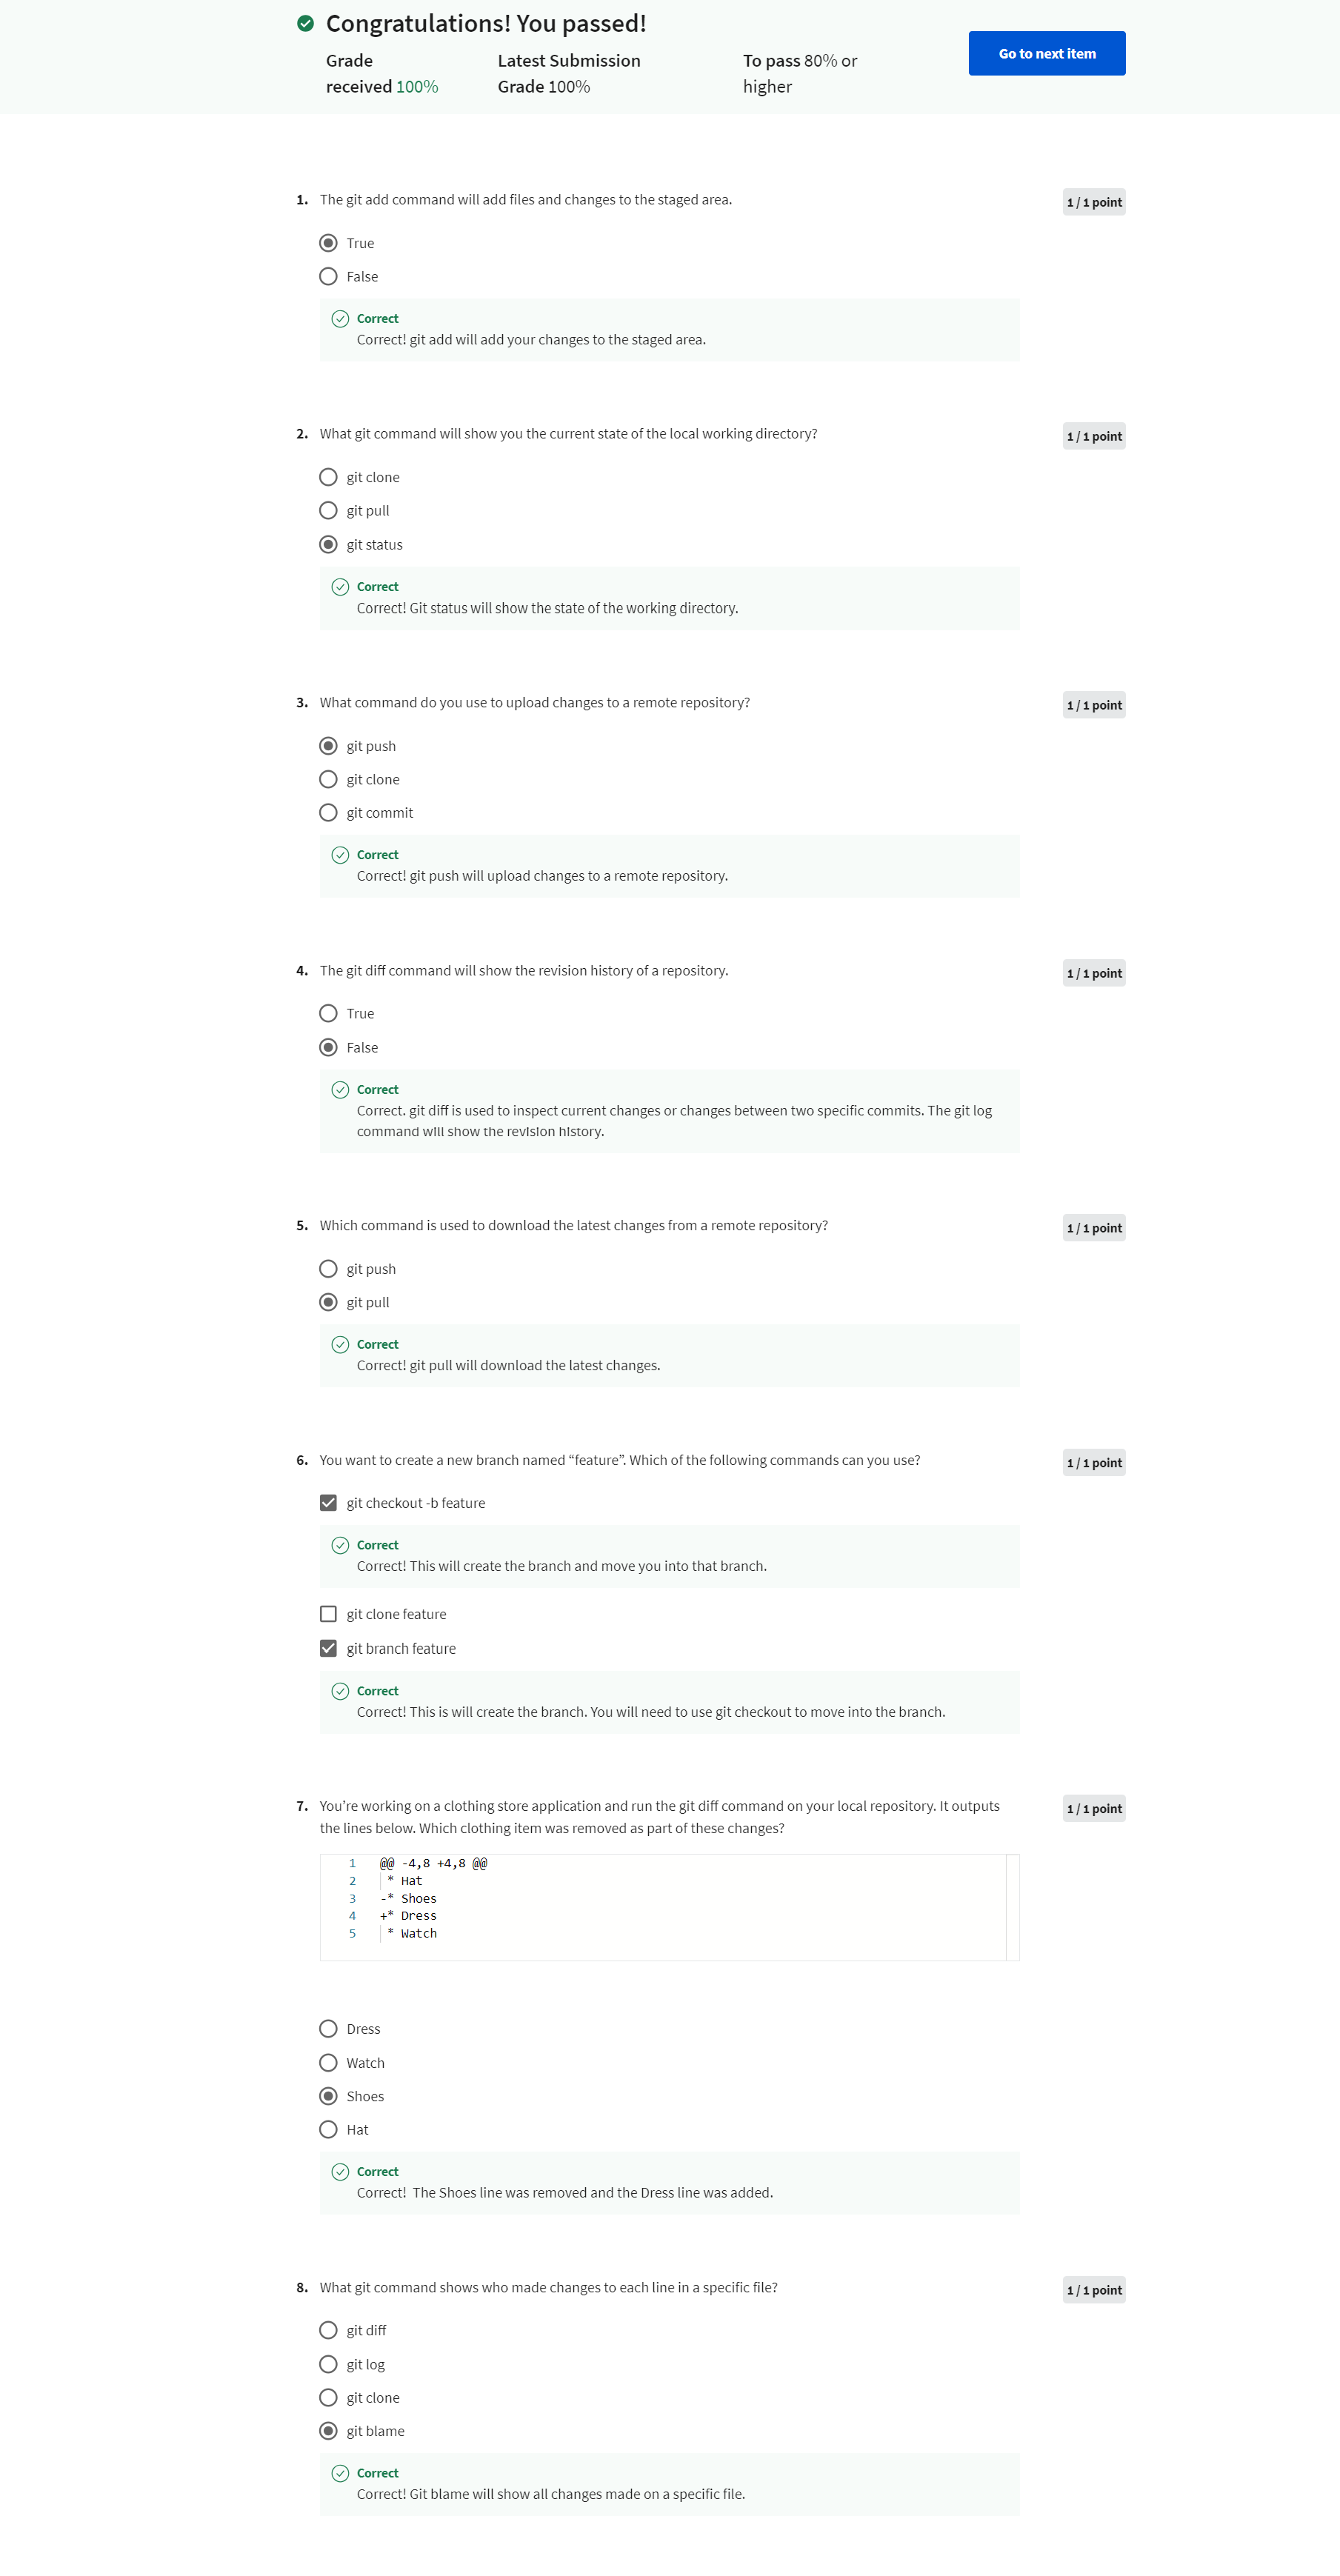 Congratulations! You passed!
Grade received 100%
Latest Submission Grade 100%
To pass 80% or higher
Go to next item
1. The git add command will add files and changes to the staged area.
1 / 1 point
True
False
Correct
Correct! git add will add your changes to the staged area.
2. What git command will show you the current state of the local working directory?
1 / 1 point
git clone
git pull
git status
Correct
Correct! Git status will show the state of the working directory.
3. What command do you use to upload changes to a remote repository?
1 / 1 point
git push
git clone
git commit
Correct
Correct! git push will upload changes to a remote repository.
4. The git diff command will show the revision history of a repository.
1 / 1 point
True
False
Correct
Correct. git diff is used to inspect current changes or changes between two specific commits. The git log
command will show the revision history.
5. Which command is used to download the latest changes from a remote repository?
1 / 1 point
git push
git pull
Correct
Correct! git pull will download the latest changes.
6. You want to create a new branch named “feature”. Which of the following commands can you use?
1 / 1 point
git checkout -b feature
Correct
Correct! This will create the branch and move you into that branch.
git clone feature
git branch feature
Correct
Correct! This is will create the branch. You will need to use git checkout to move into the branch.
7. You’re working on a clothing store application and run the git diff command on your local repository. It outputs
the lines below. Which clothing item was removed as part of these changes?
1 / 1 point
1 @@ -4,8 +4,8 @@
2 * Hat
3 -* Shoes
4 +* Dress
5 * Watch
Dress
Watch
Shoes
Hat
Correct
Correct! The Shoes line was removed and the Dress line was added.
8. What git command shows who made changes to each line in a specific file?
1 / 1 point
git diff
git log
git clone
git blame
Correct
Correct! Git blame will show all changes made on a specific file.